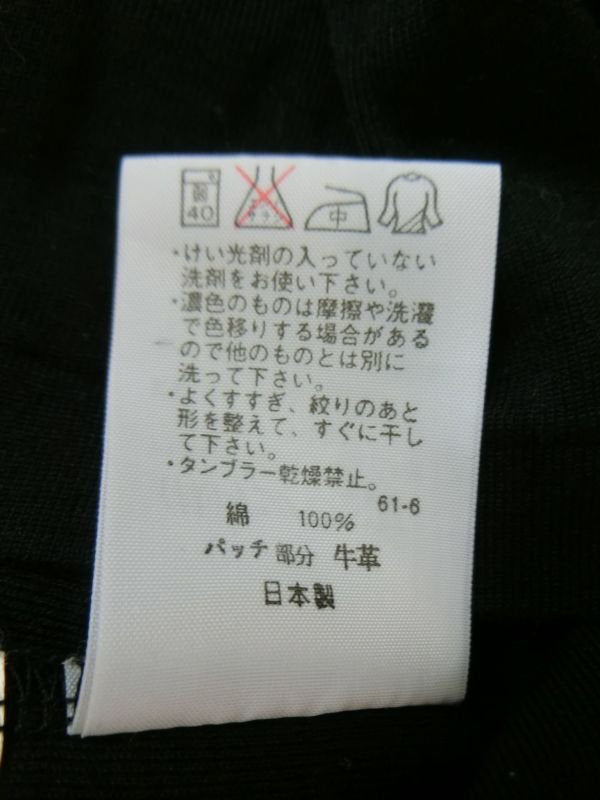 弱
40
エンソ
サラシ
中
・けい光剤の入っていない
洗剤をお使い下さい。
・濃色のものは摩擦や洗濯
で色移りする場合がある
ので他のものとは別に
洗って下さい。
・よくすすぎ、絞りのあと
形を整えて、すぐに干し
て下さい。
・タンブラー乾燥禁止。
61-6
綿 100%
パッチ部分 牛革
日本製